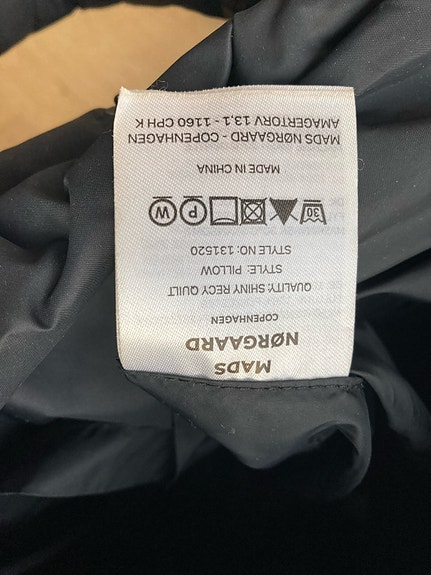 MADS
NØRGAARD
COPENHAGEN
QUALITY: SHINY RECY QUILT
STYLE: PILLOW
STYLE NO: 131520
30 P W
MADE IN CHINA
MADS NØRGAARD - COPENHAGEN
AMAGERTORV 13,1 - 1160 CPH K